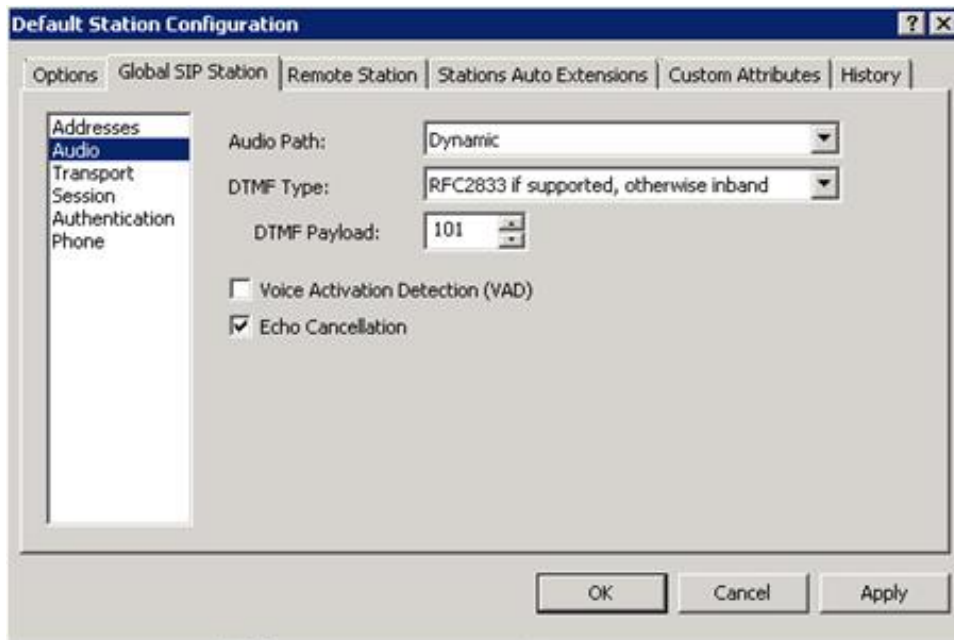 Default Station Configuration
Options Global SIP Station Remote Station Stations Auto Extensions Custom Attributes History
Addresses
Audio
Transport
Session
Authentication
Phone
Audio Path: Dynamic
DTMF Type: RFC2833 if supported, otherwise inband
DTMF Payload: 101
Voice Activation Detection (VAD)
Echo Cancellation
OK Cancel Apply